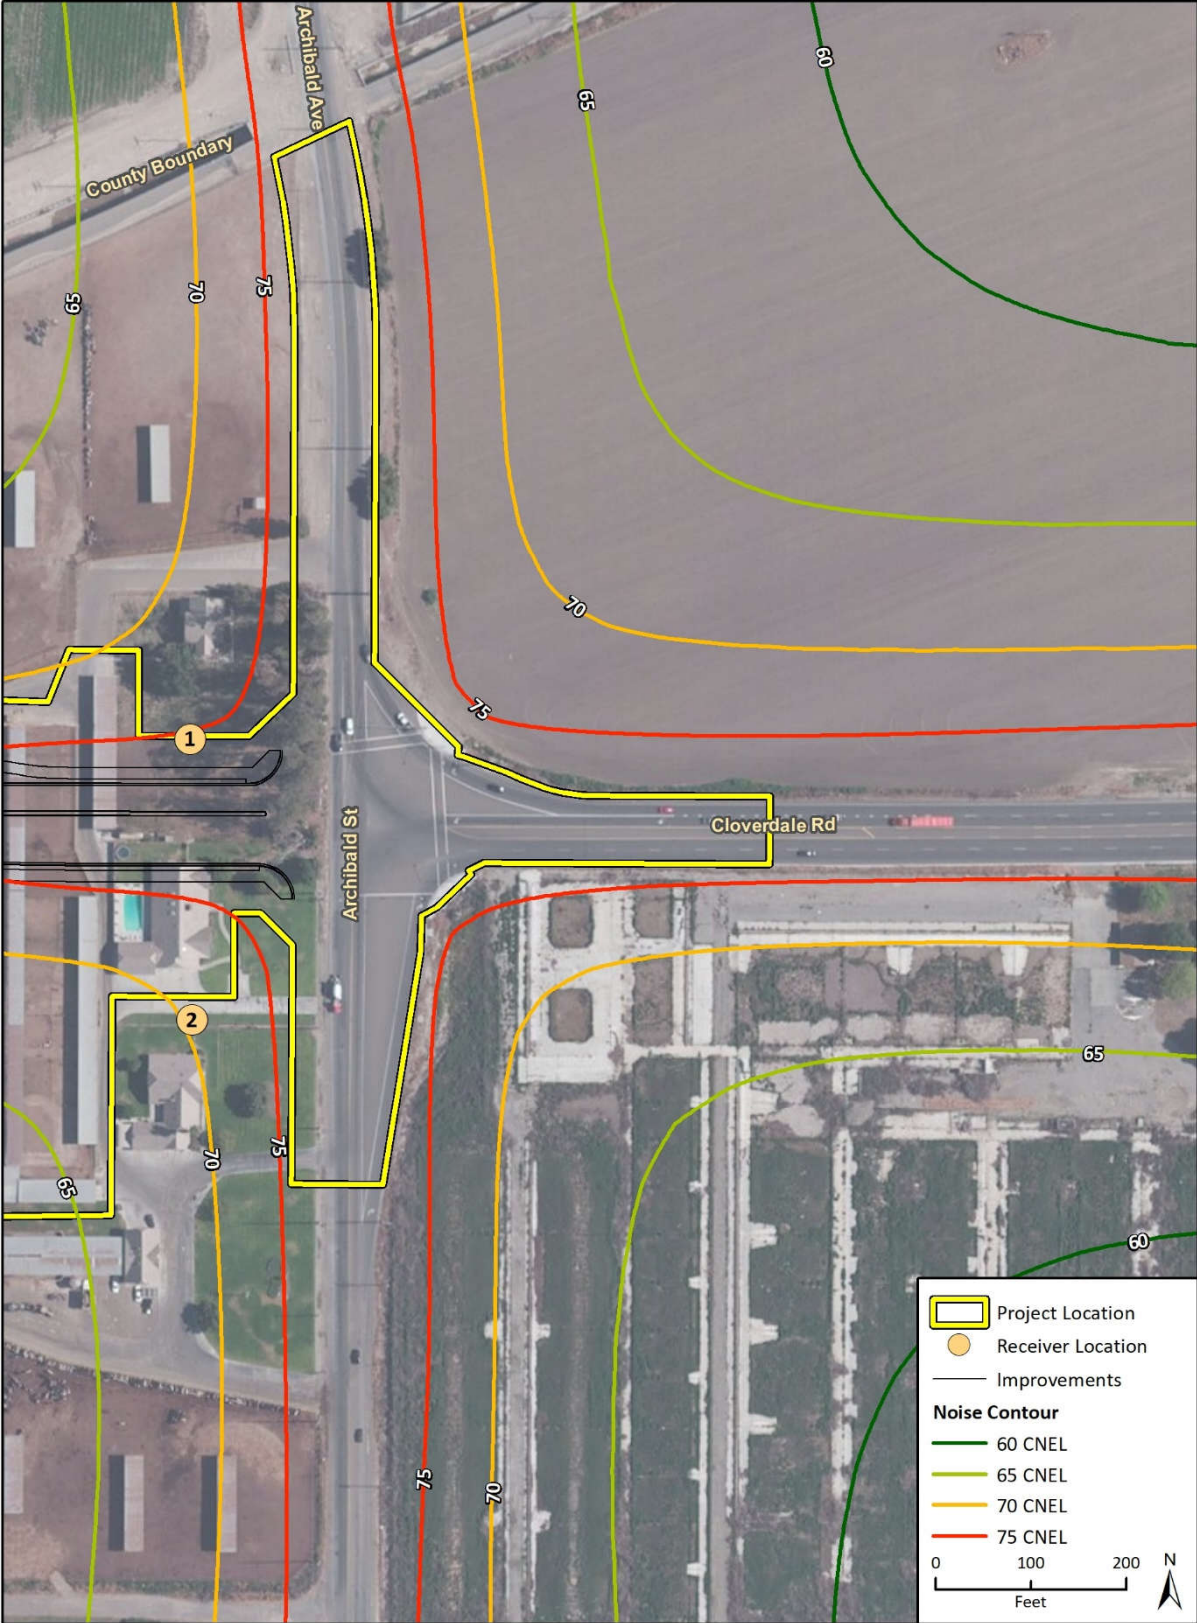 Archibald Ave
60
65
County Boundary
75
70
65
70
75
1
Cloverdale Rd
Archibald St
2
65
75
70
65
60
75
70
Project Location
Receiver Location
Improvements
Noise Contour
60 CNEL
65 CNEL
70 CNEL
75 CNEL
0 100 200
Feet
N